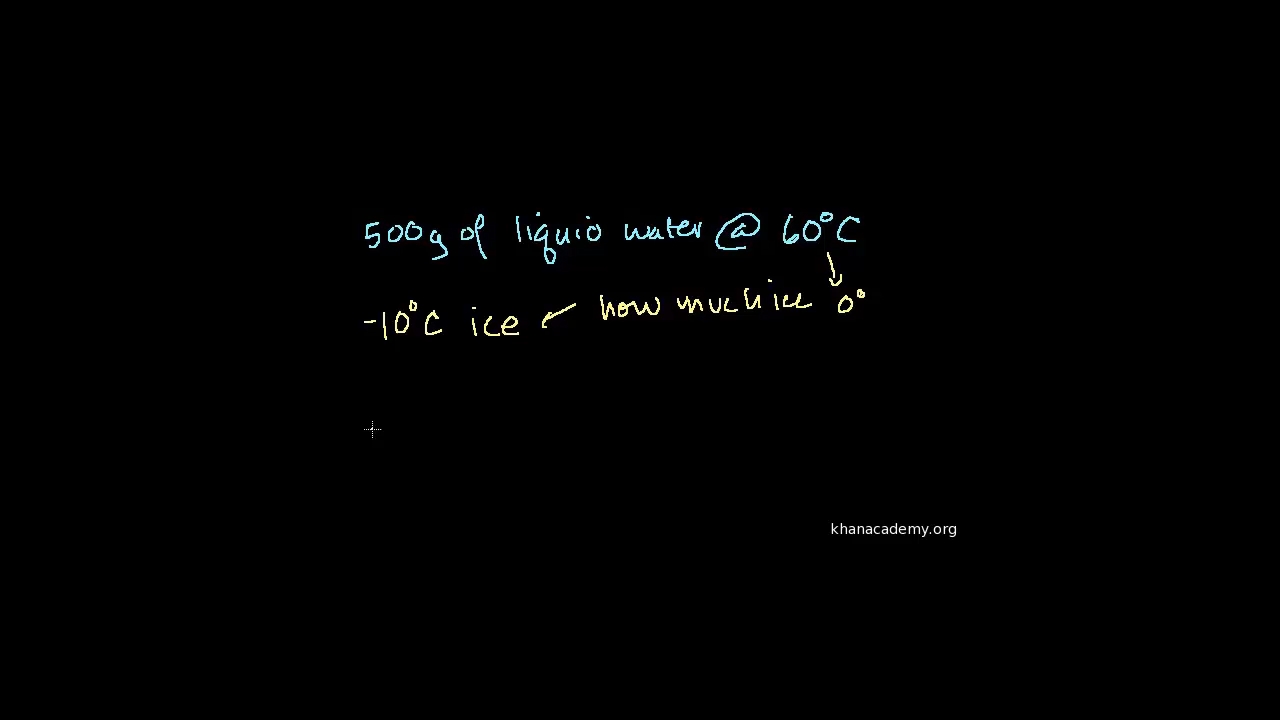 500g of liquid water @ 60°C
-10°C ice how much ice 0°
khanacademy.org